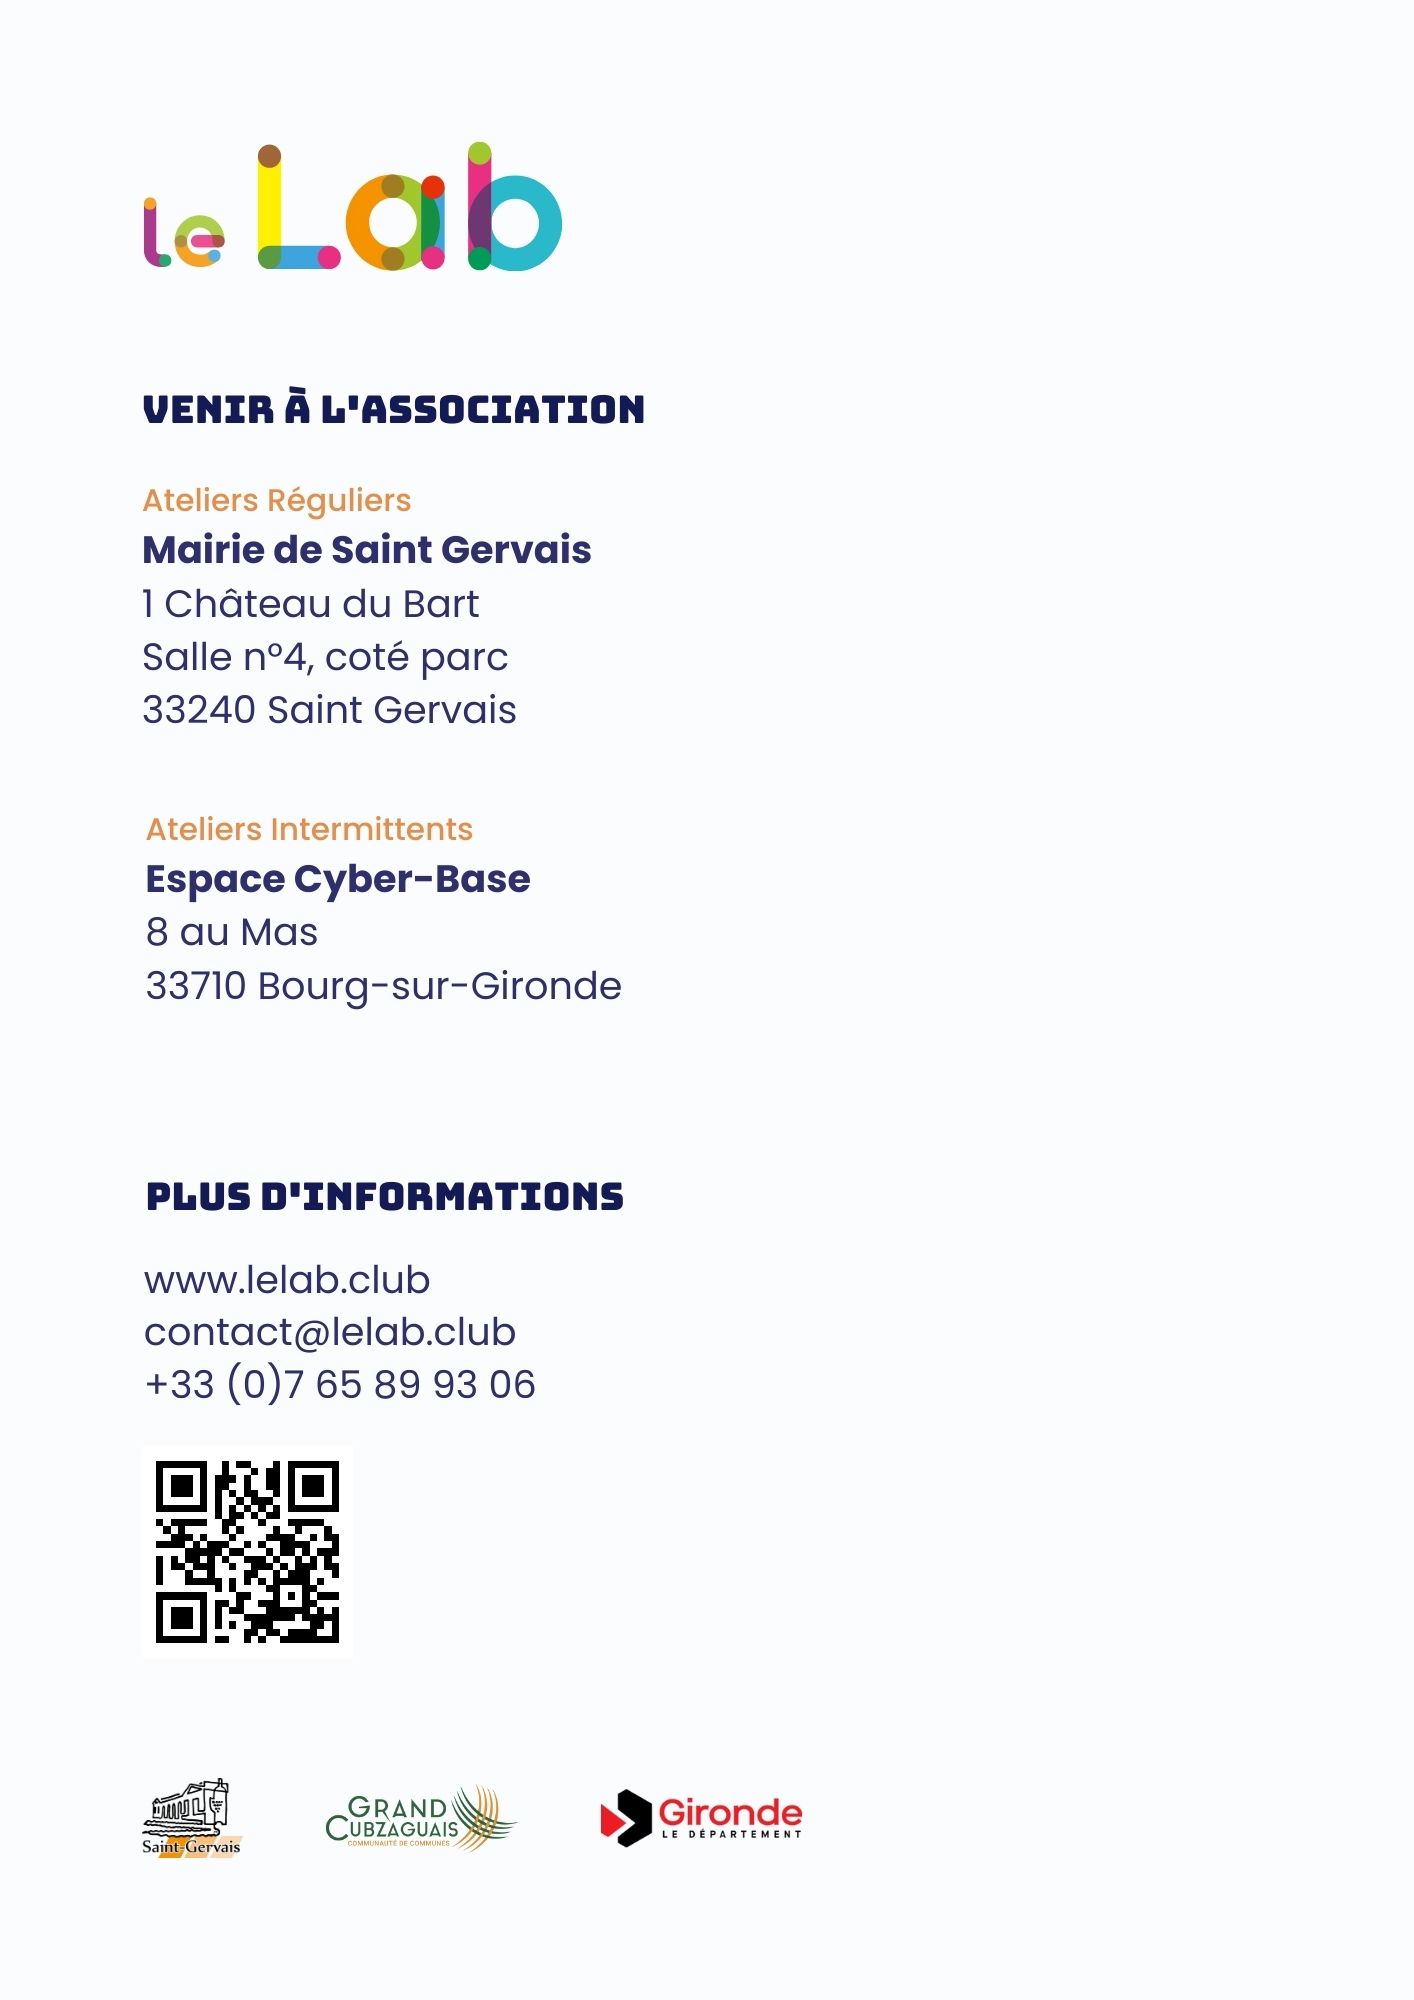 le Lab
VENIR À L'ASSOCIATION
Ateliers Réguliers
Mairie de Saint Gervais
1 Château du Bart
Salle n°4, coté parc
33240 Saint Gervais
Ateliers Intermittents
Espace Cyber-Base
8 au Mas
33710 Bourg-sur-Gironde
PLUS D'INFORMATIONS
www.lelab.club
contact@lelab.club
+33 (0)7 65 89 93 06
Saint-Gervais
GRAND
CUBZAGUAIS
COMMUNAUTÉ DE COMMUNES
Gironde
LE DÉPARTEMENT